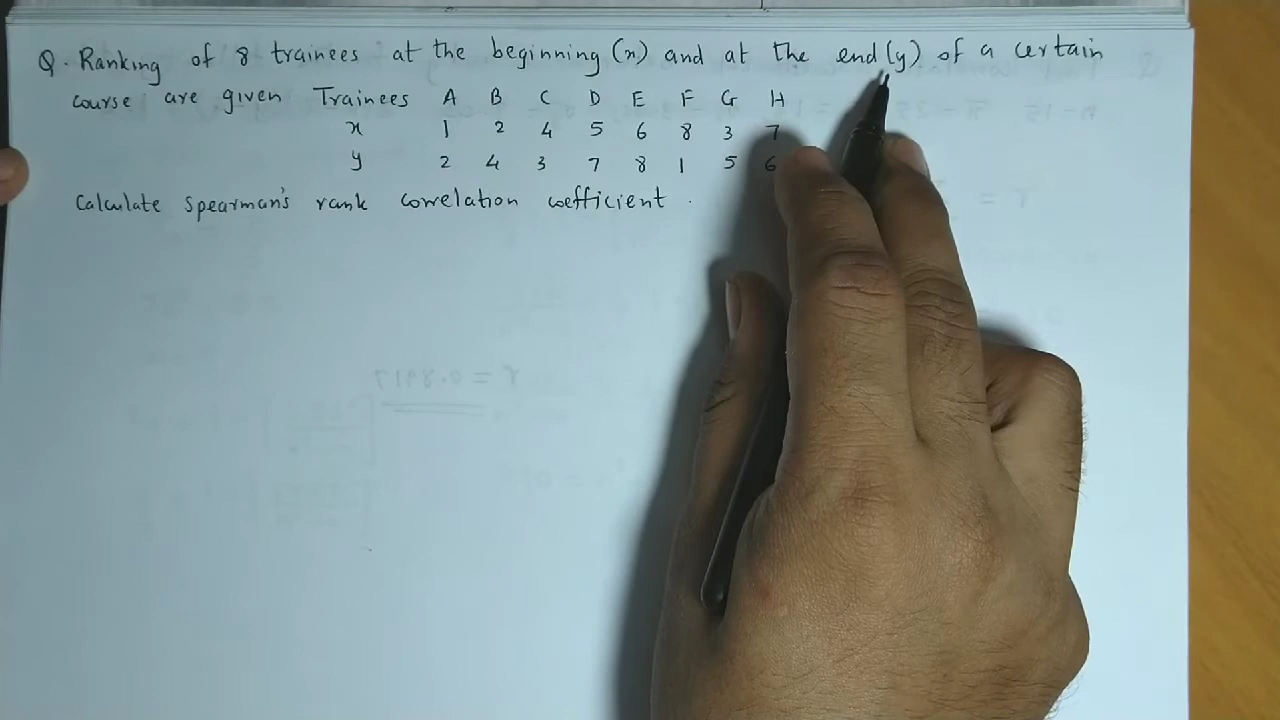 Q. Ranking of 8 trainees at the beginning (x) and at the end (y) of a certain
course are given Trainees A B C D E F G H
x 1 2 4 5 6 8 3 7
y 2 4 3 7 8 1 5 6
Calculate Spearman's rank correlation coefficient.
r = 0.8917